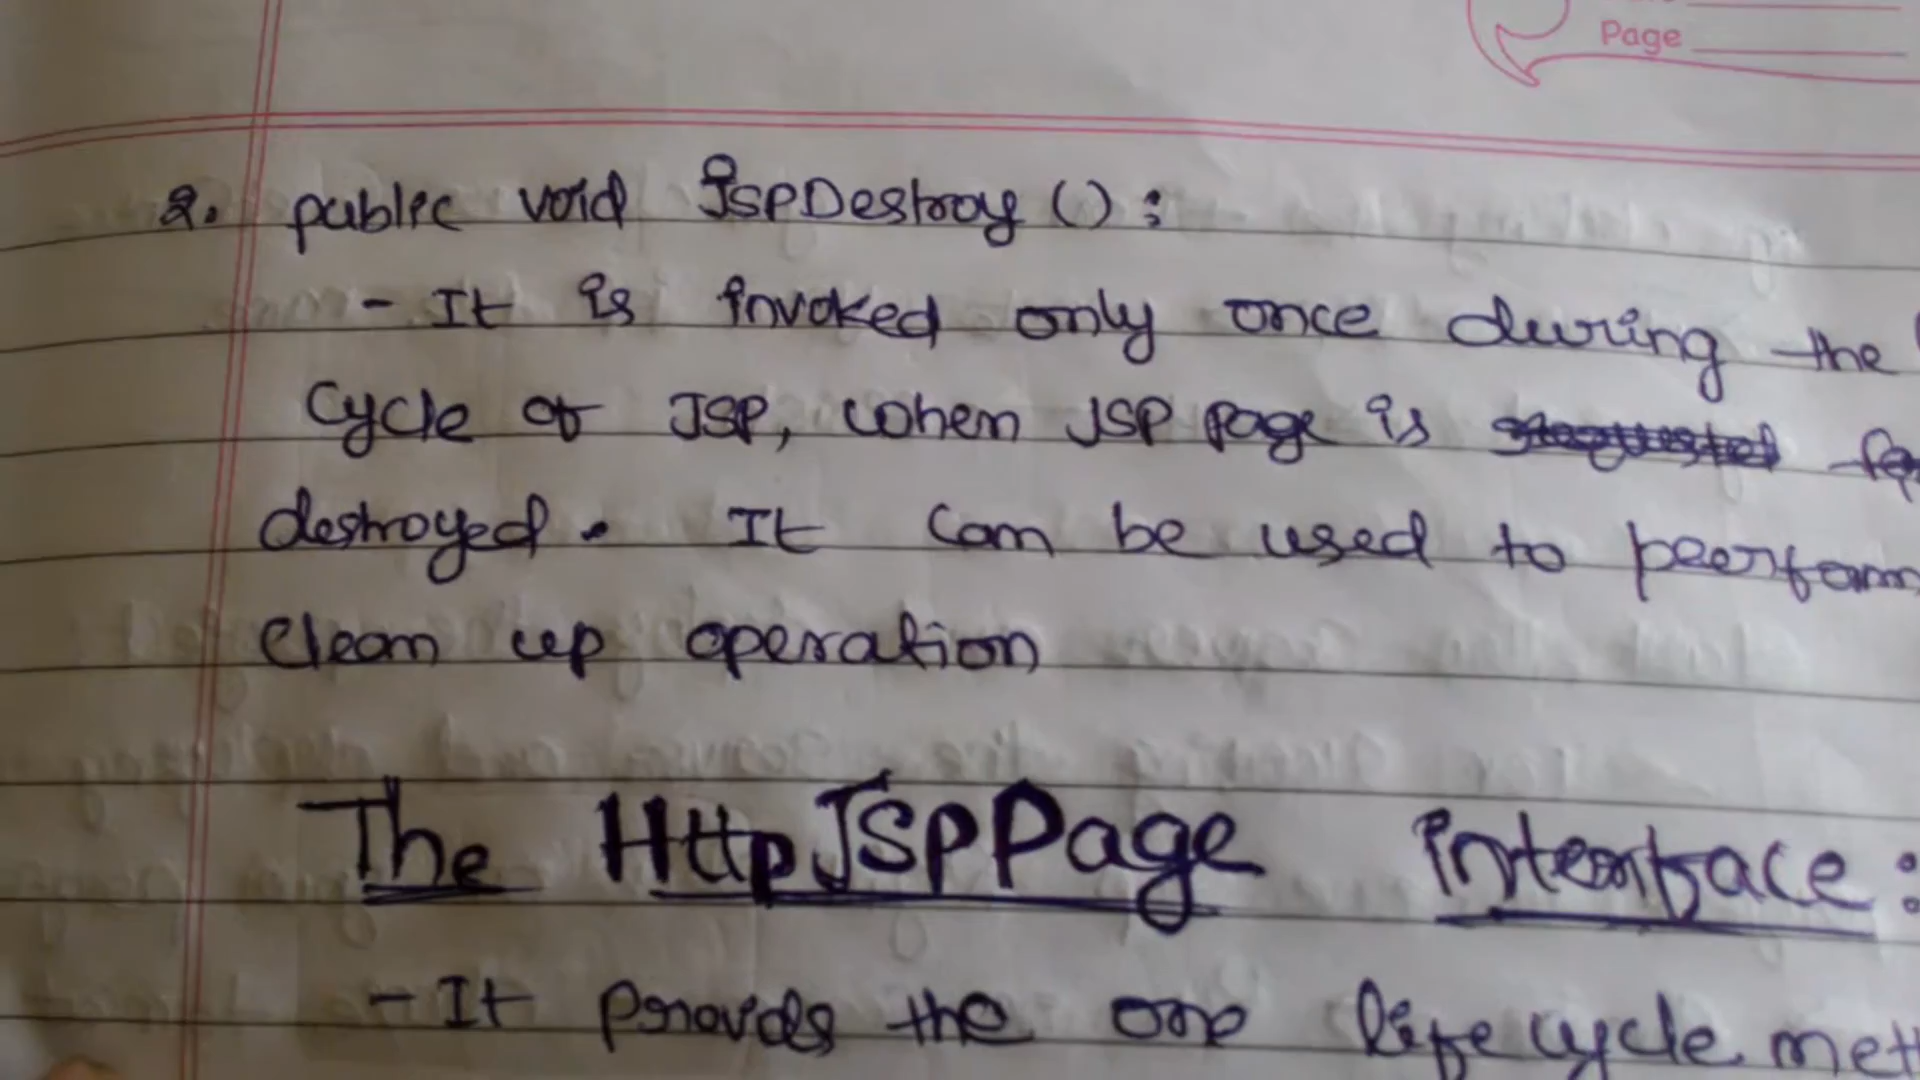 Page
2. public void JspDestroy () :
- It is invoked only once during the
Cycle of JSP, when JSP page is
destroyed. It can be used to perform
Clean up operation
The HttpJSPPage interface :
- It provides the one life cycle